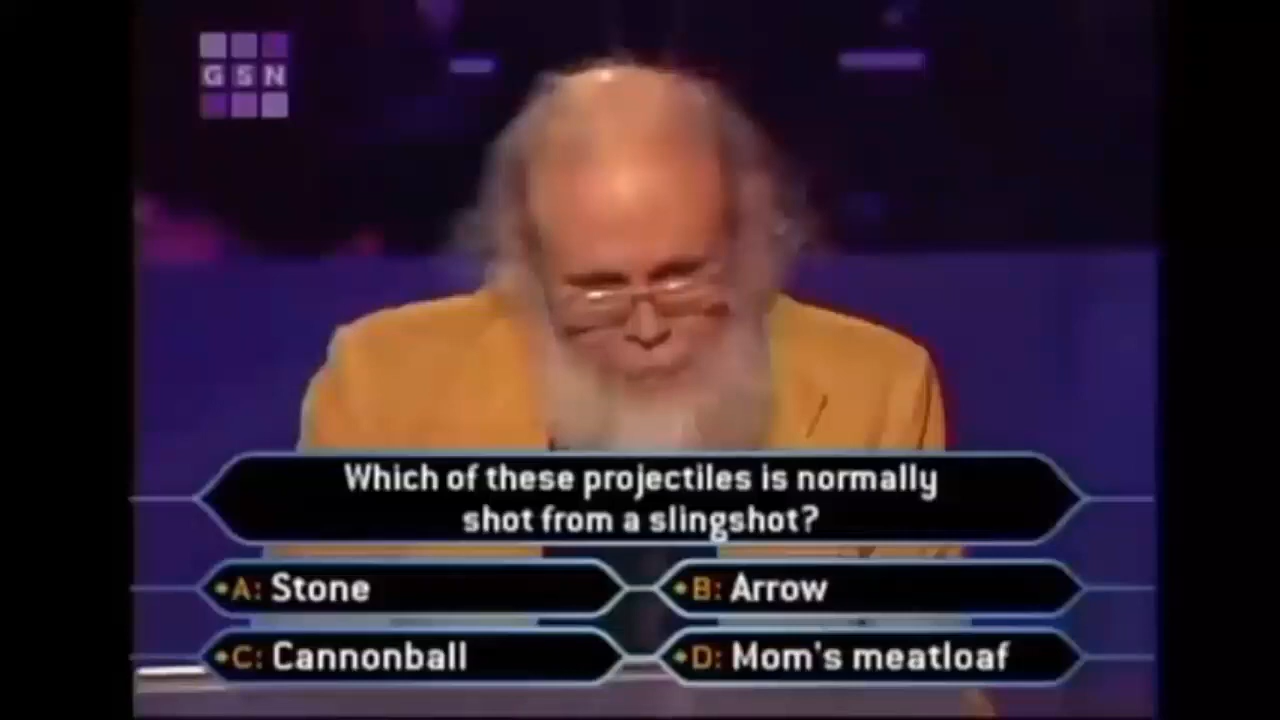 GSN
Which of these projectiles is normally
shot from a slingshot?
A: Stone
B: Arrow
C: Cannonball
D: Mom's meatloaf